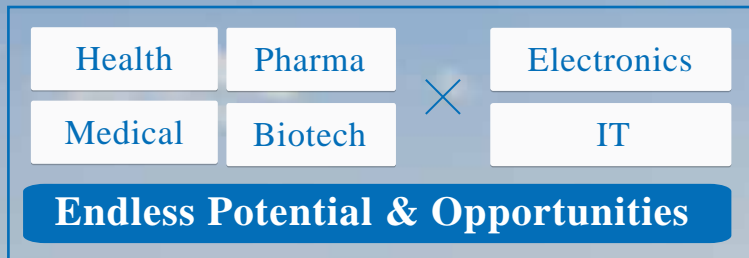 Health Pharma Electronics
×
Medical Biotech IT
Endless Potential & Opportunities